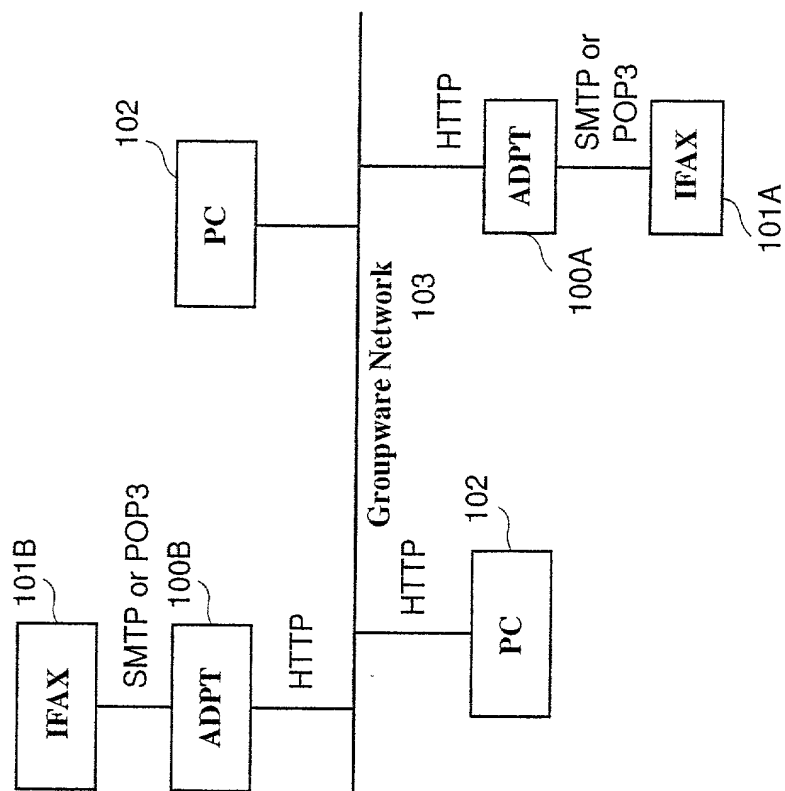 101B
IFAX
102
SMTP or POP3
100B
ADPT
PC
HTTP
Groupware Network
103
HTTP
HTTP
102
PC
ADPT
100A
SMTP or
POP3
IFAX
101A